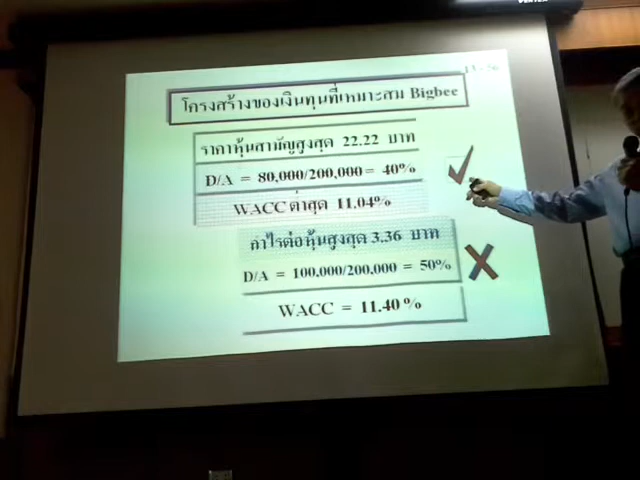 โครงสร้างของเงินทุนที่เหมาะสม Bigbee
ราคาหุ้นสามัญสูงสุด 22.22 บาท
D/A = 80,000/200,000 = 40%
WACC ต่ำสุด 11.04%
กำไรต่อหุ้นสูงสุด 3.36 บาท
D/A = 100,000/200,000 = 50%
WACC = 11.40%